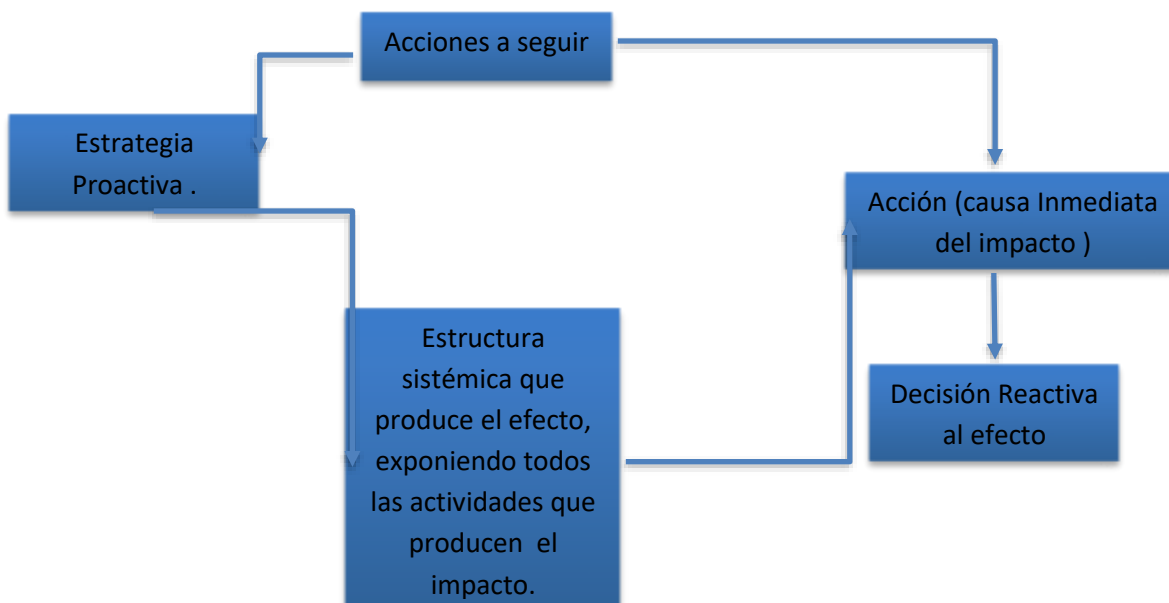 Acciones a seguir
Estrategia
Proactiva .
Acción (causa Inmediata
del impacto )
Estructura
sistémica que
produce el efecto,
exponiendo todos
las actividades que
producen el
impacto.
Decisión Reactiva
al efecto